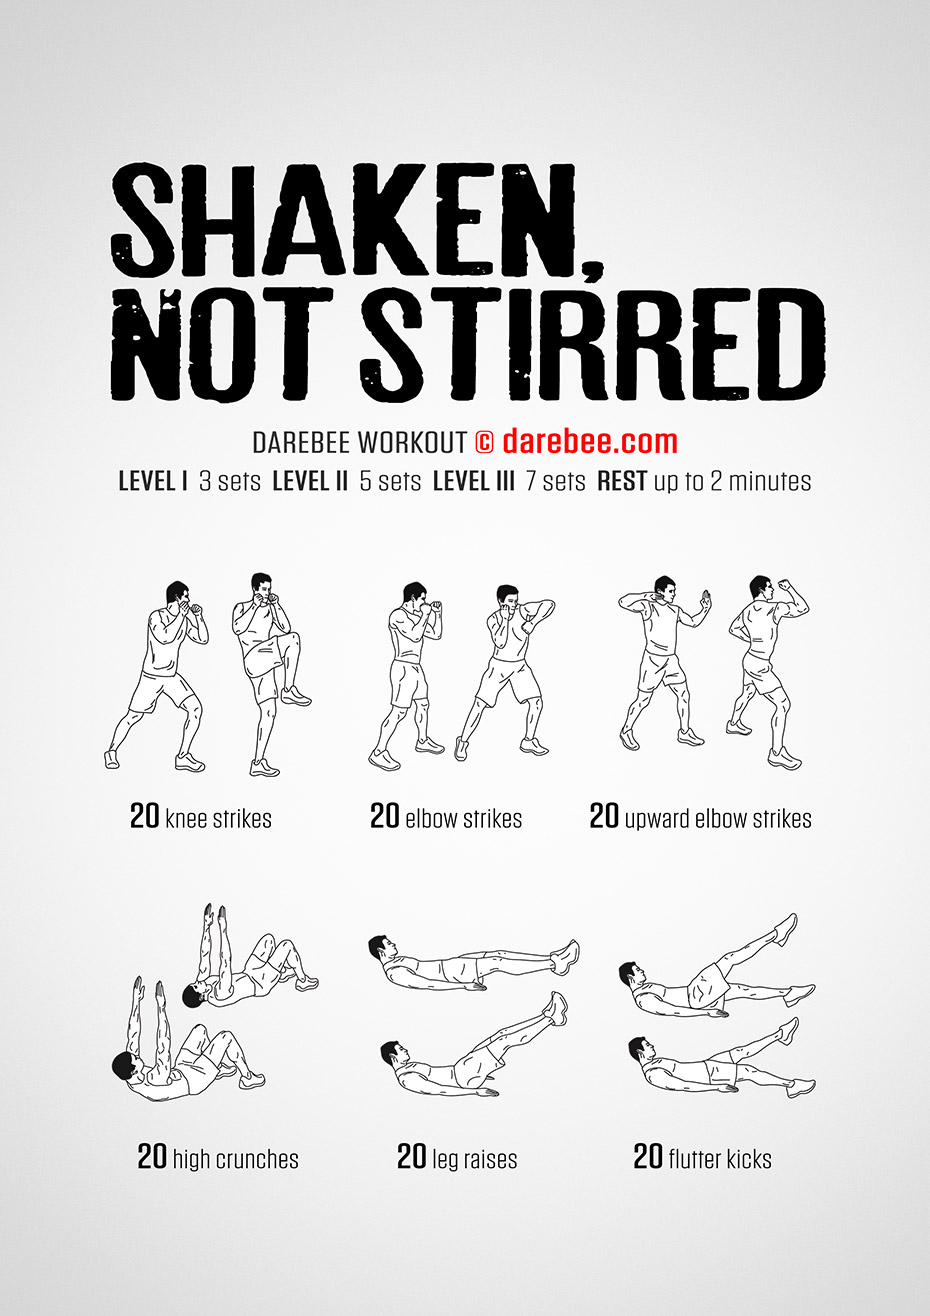 SHAKEN,
NOT STIRRED
DAREBEE WORKOUT © darebee.com
LEVEL I 3 sets LEVEL II 5 sets LEVEL III 7 sets REST up to 2 minutes
20 knee strikes 20 elbow strikes 20 upward elbow strikes
20 high crunches 20 leg raises 20 flutter kicks